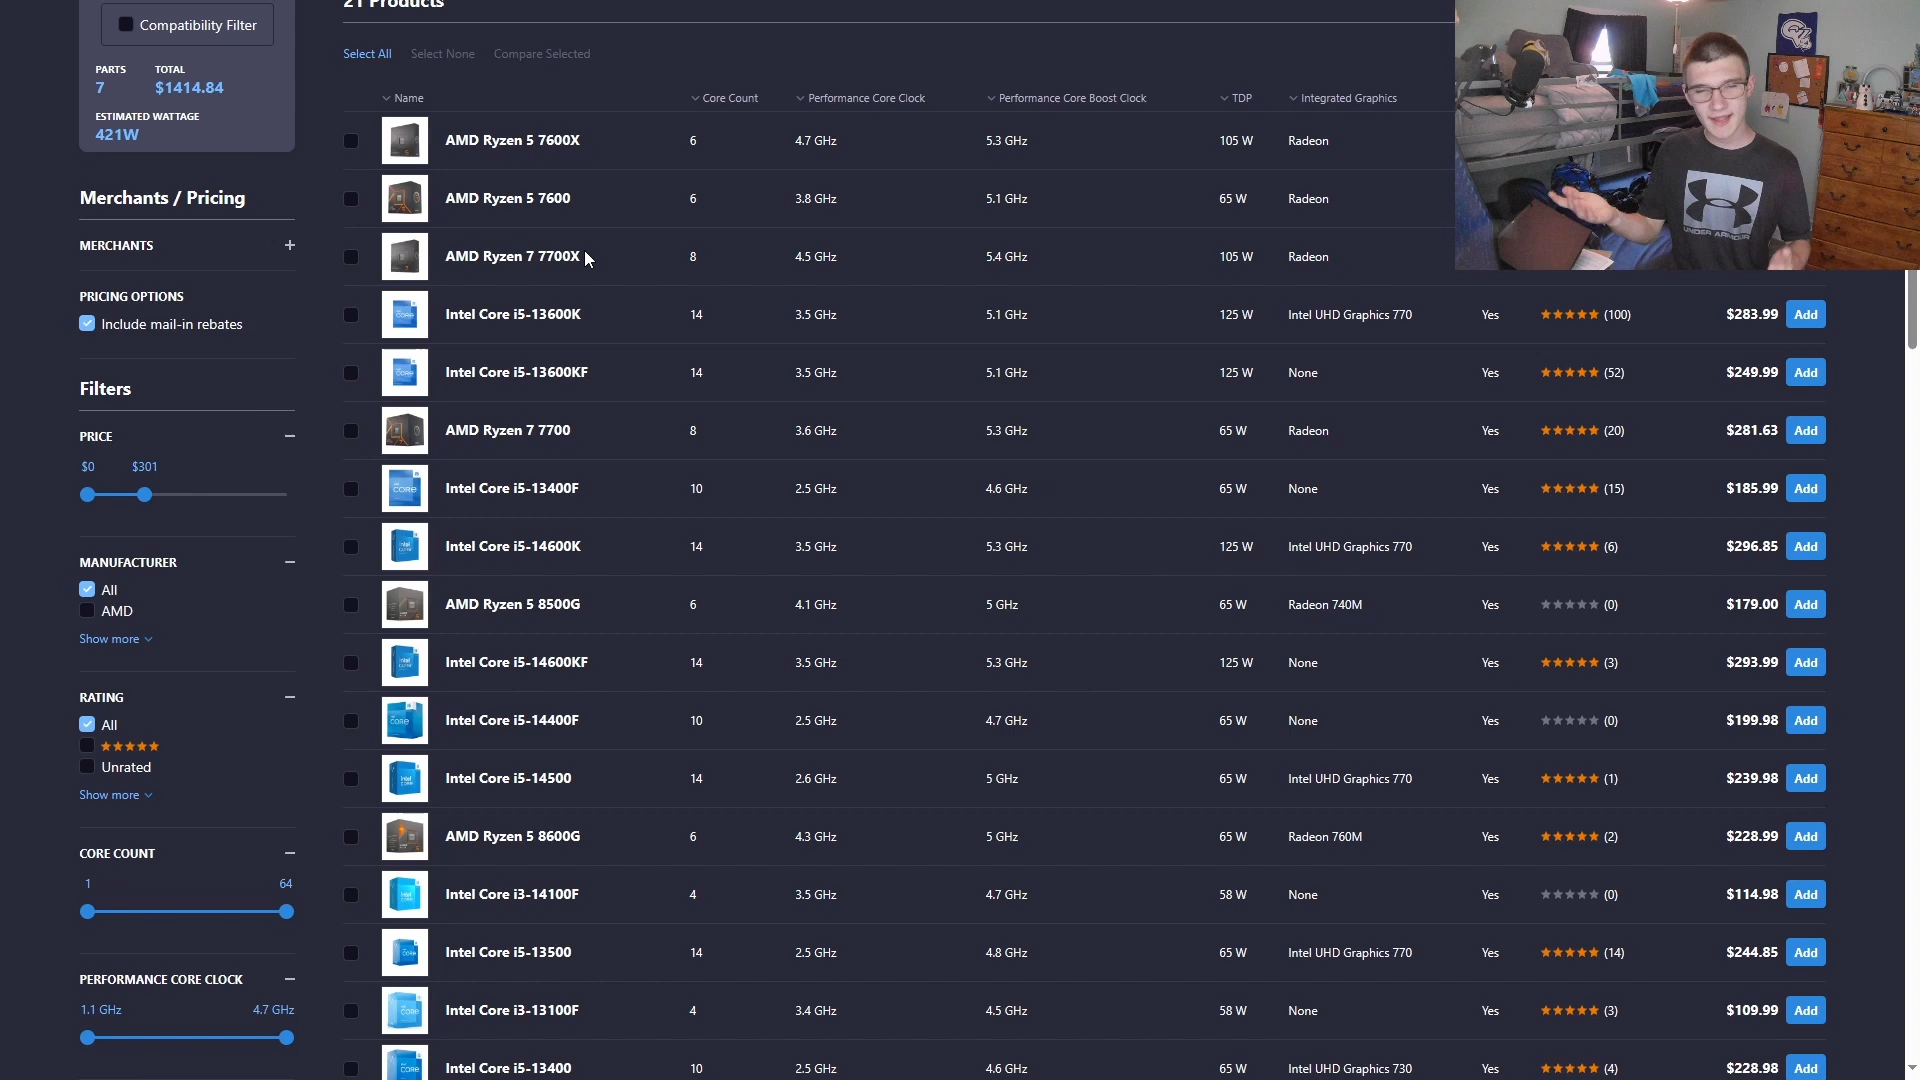 21 Products
Compatibility Filter
PARTS TOTAL
7 $1414.84
ESTIMATED WATTAGE
421W
Select All Select None Compare Selected
Name Core Count Performance Core Clock Performance Core Boost Clock TDP Integrated Graphics
AMD Ryzen 5 7600X 6 4.7 GHz 5.3 GHz 105 W Radeon
AMD Ryzen 5 7600 6 3.8 GHz 5.1 GHz 65 W Radeon
AMD Ryzen 7 7700X 8 4.5 GHz 5.4 GHz 105 W Radeon
Intel Core i5-13600K 14 3.5 GHz 5.1 GHz 125 W Intel UHD Graphics 770 Yes (100) $283.99 Add
Intel Core i5-13600KF 14 3.5 GHz 5.1 GHz 125 W None Yes (52) $249.99 Add
AMD Ryzen 7 7700 8 3.6 GHz 5.3 GHz 65 W Radeon Yes (20) $281.63 Add
Intel Core i5-13400F 10 2.5 GHz 4.6 GHz 65 W None Yes (15) $185.99 Add
Intel Core i5-14600K 14 3.5 GHz 5.3 GHz 125 W Intel UHD Graphics 770 Yes (6) $296.85 Add
AMD Ryzen 5 8500G 6 4.1 GHz 5 GHz 65 W Radeon 740M Yes (0) $179.00 Add
Intel Core i5-14600KF 14 3.5 GHz 5.3 GHz 125 W None Yes (3) $293.99 Add
Intel Core i5-14400F 10 2.5 GHz 4.7 GHz 65 W None Yes (0) $199.98 Add
Intel Core i5-14500 14 2.6 GHz 5 GHz 65 W Intel UHD Graphics 770 Yes (1) $239.98 Add
AMD Ryzen 5 8600G 6 4.3 GHz 5 GHz 65 W Radeon 760M Yes (2) $228.99 Add
Intel Core i3-14100F 4 3.5 GHz 4.7 GHz 58 W None Yes (0) $114.98 Add
Intel Core i5-13500 14 2.5 GHz 4.8 GHz 65 W Intel UHD Graphics 770 Yes (14) $244.85 Add
Intel Core i3-13100F 4 3.4 GHz 4.5 GHz 58 W None Yes (3) $109.99 Add
Intel Core i5-13400 10 2.5 GHz 4.6 GHz 65 W Intel UHD Graphics 730 Yes (4) $228.98 Add
Merchants / Pricing
MERCHANTS
PRICING OPTIONS
Include mail-in rebates
Filters
PRICE
$0 $301
MANUFACTURER
All
AMD
Show more
RATING
All
Unrated
Show more
CORE COUNT
1 64
PERFORMANCE CORE CLOCK
1.1 GHz 4.7 GHz
UNDER ARMOUR